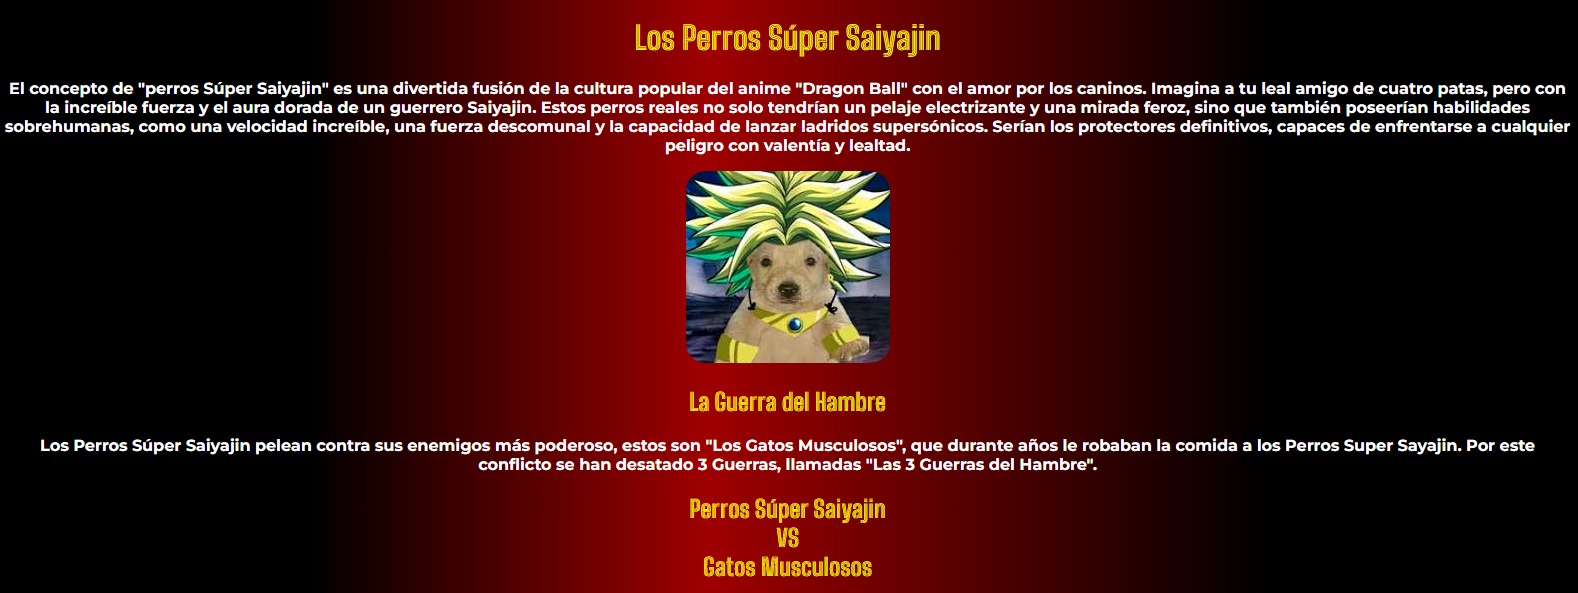 Los Perros Súper Saiyajin
El concepto de "perros Súper Saiyajin" es una divertida fusión de la cultura popular del anime "Dragon Ball" con el amor por los caninos. Imagina a tu leal amigo de cuatro patas, pero con
la increíble fuerza y el aura dorada de un guerrero Saiyajin. Estos perros reales no solo tendrían un pelaje electrizante y una mirada feroz, sino que también poseerían habilidades
sobrehumanas, como una velocidad increíble, una fuerza descomunal y la capacidad de lanzar ladridos supersónicos. Serían los protectores definitivos, capaces de enfrentarse a cualquier
peligro con valentía y lealtad.
La Guerra del Hambre
Los Perros Súper Saiyajin pelean contra sus enemigos más poderoso, estos son "Los Gatos Musculosos", que durante años le robaban la comida a los Perros Super Sayajin. Por este
conflicto se han desatado 3 Guerras, llamadas "Las 3 Guerras del Hambre".
Perros Súper Saiyajin
VS
Gatos Musculosos